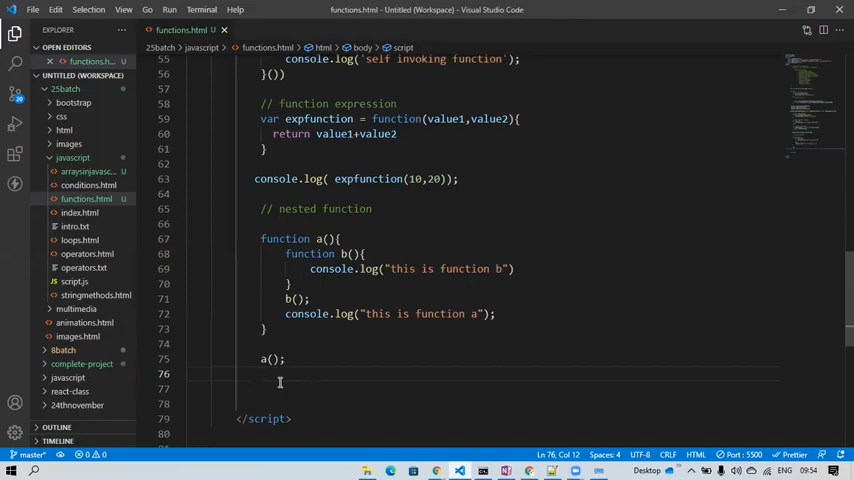 File Edit Selection View Go Run Terminal Help functions.html - Untitled (Workspace) - Visual Studio Code
EXPLORER
functions.html U
OPEN EDITORS
25batch > javascript > functions.html > html > body > script
functions.h... U
UNTITLED (WORKSPACE)
25batch
bootstrap
css
html
images
javascript
arraysinjavasc... U
conditions.html
functions.html U
index.html
intro.txt
loops.html
operators.html
operators.txt
script.js
stringmethods.html
multimedia
animations.html
images.html
8batch
complete-project
javascript
react-class
24thnovember
OUTLINE
TIMELINE
20
55 console.log('self invoking function');
56 }())
57
58 // function expression
59 var expfunction = function(value1,value2){
60 return value1+value2
61 }
62
63 console.log( expfunction(10,20));
64
65 // nested function
66
67 function a(){
68 function b(){
69 console.log("this is function b")
70 }
71 b();
72 console.log("this is function a");
73 }
74
75 a();
76
77
78
79 </script>
80
master* 0 0 Ln 76, Col 12 Spaces: 4 UTF-8 CRLF HTML Port : 5500 Prettier
Desktop ENG 09:54